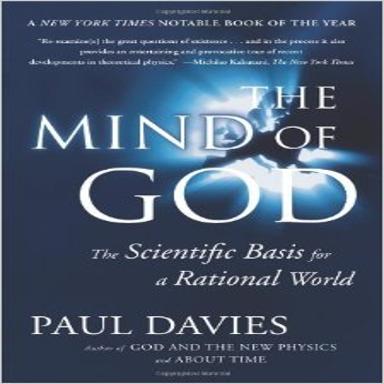 A NEW YORK TIMES NOTABLE BOOK OF THE YEAR
"Re-examine[s] the great questions of existence . . . and in the process it also
provides an entertaining and provocative tour of recent
developments in theoretical physics." —Michiko Kakutani, The New York Times
THE
MIND OF
GOD
The Scientific Basis for
a Rational World
PAUL DAVIES
Author of GOD AND THE NEW PHYSICS
and ABOUT TIME